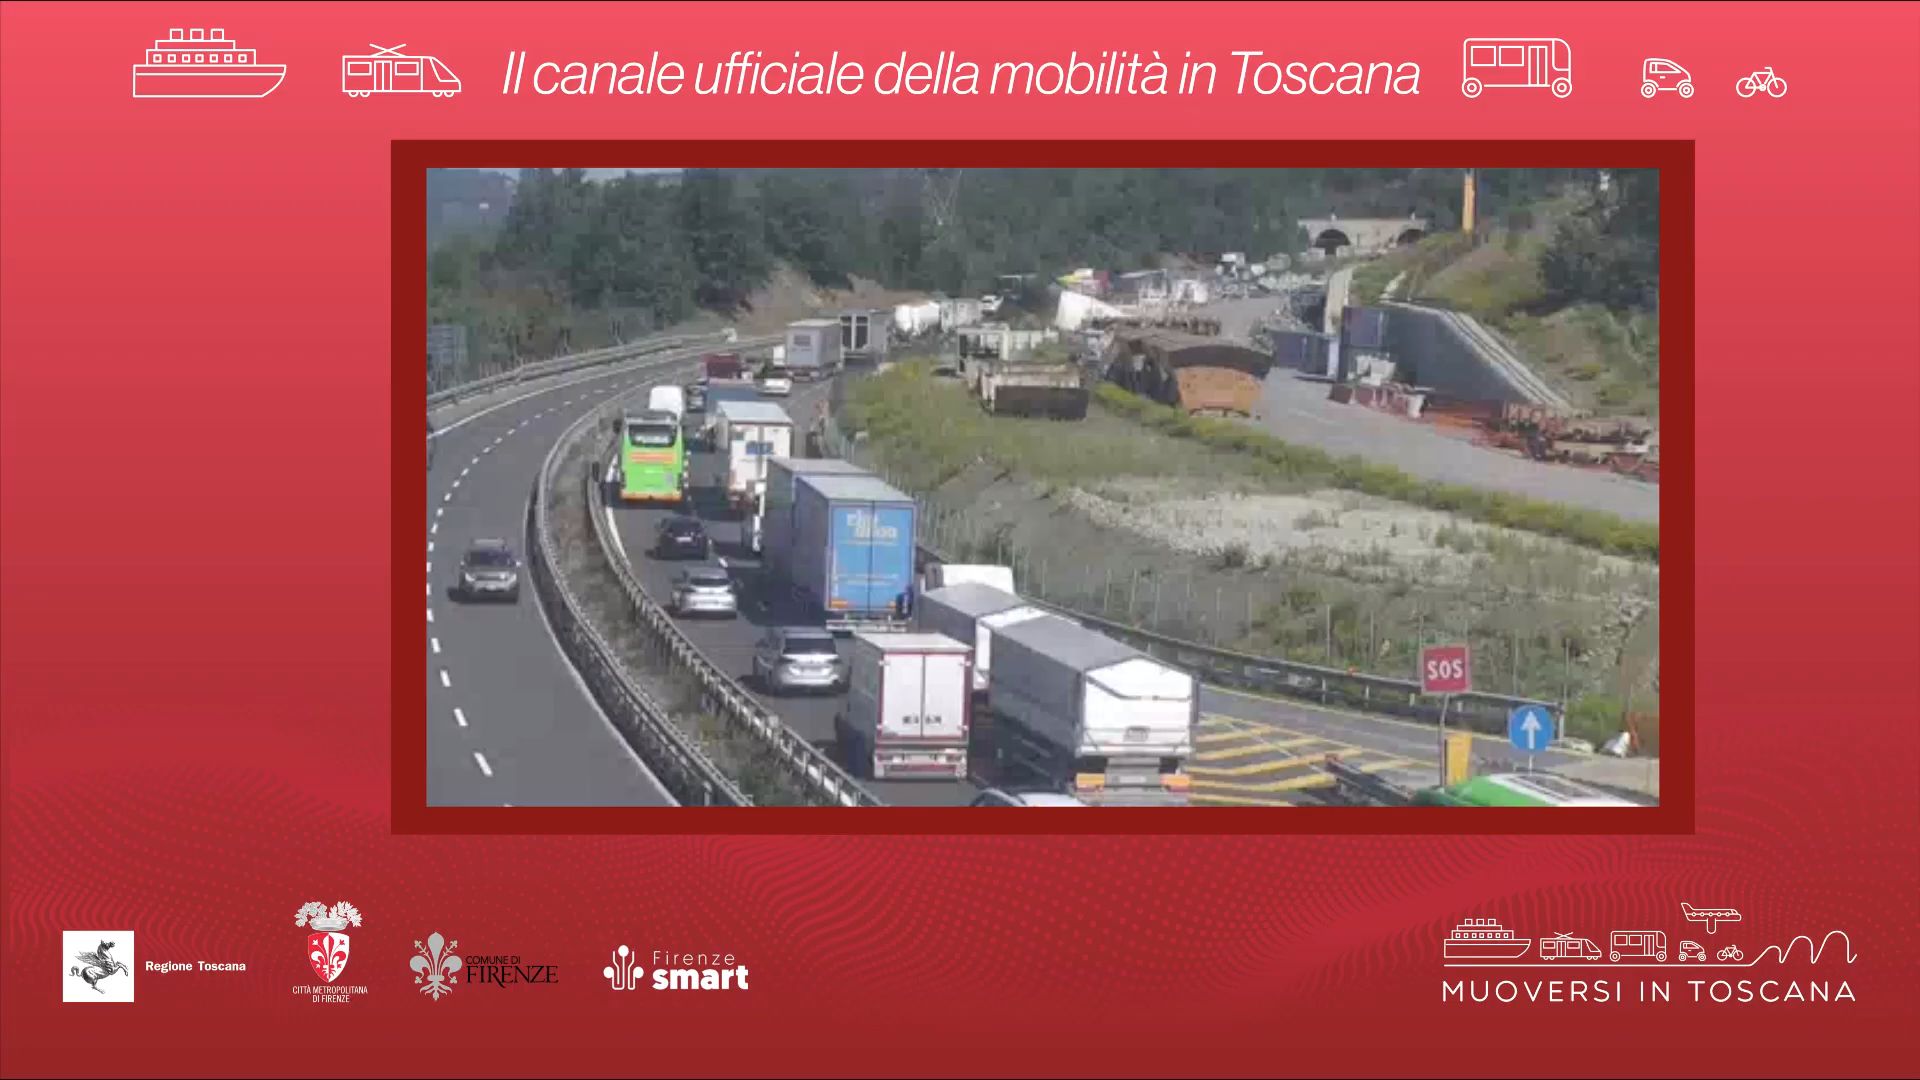 Il canale ufficiale della mobilità in Toscana
SOS
Regione Toscana
CITTÀ METROPOLITANA
DI FIRENZE
COMUNE DI
FIRENZE
Firenze
smart
MUOVERSI IN TOSCANA